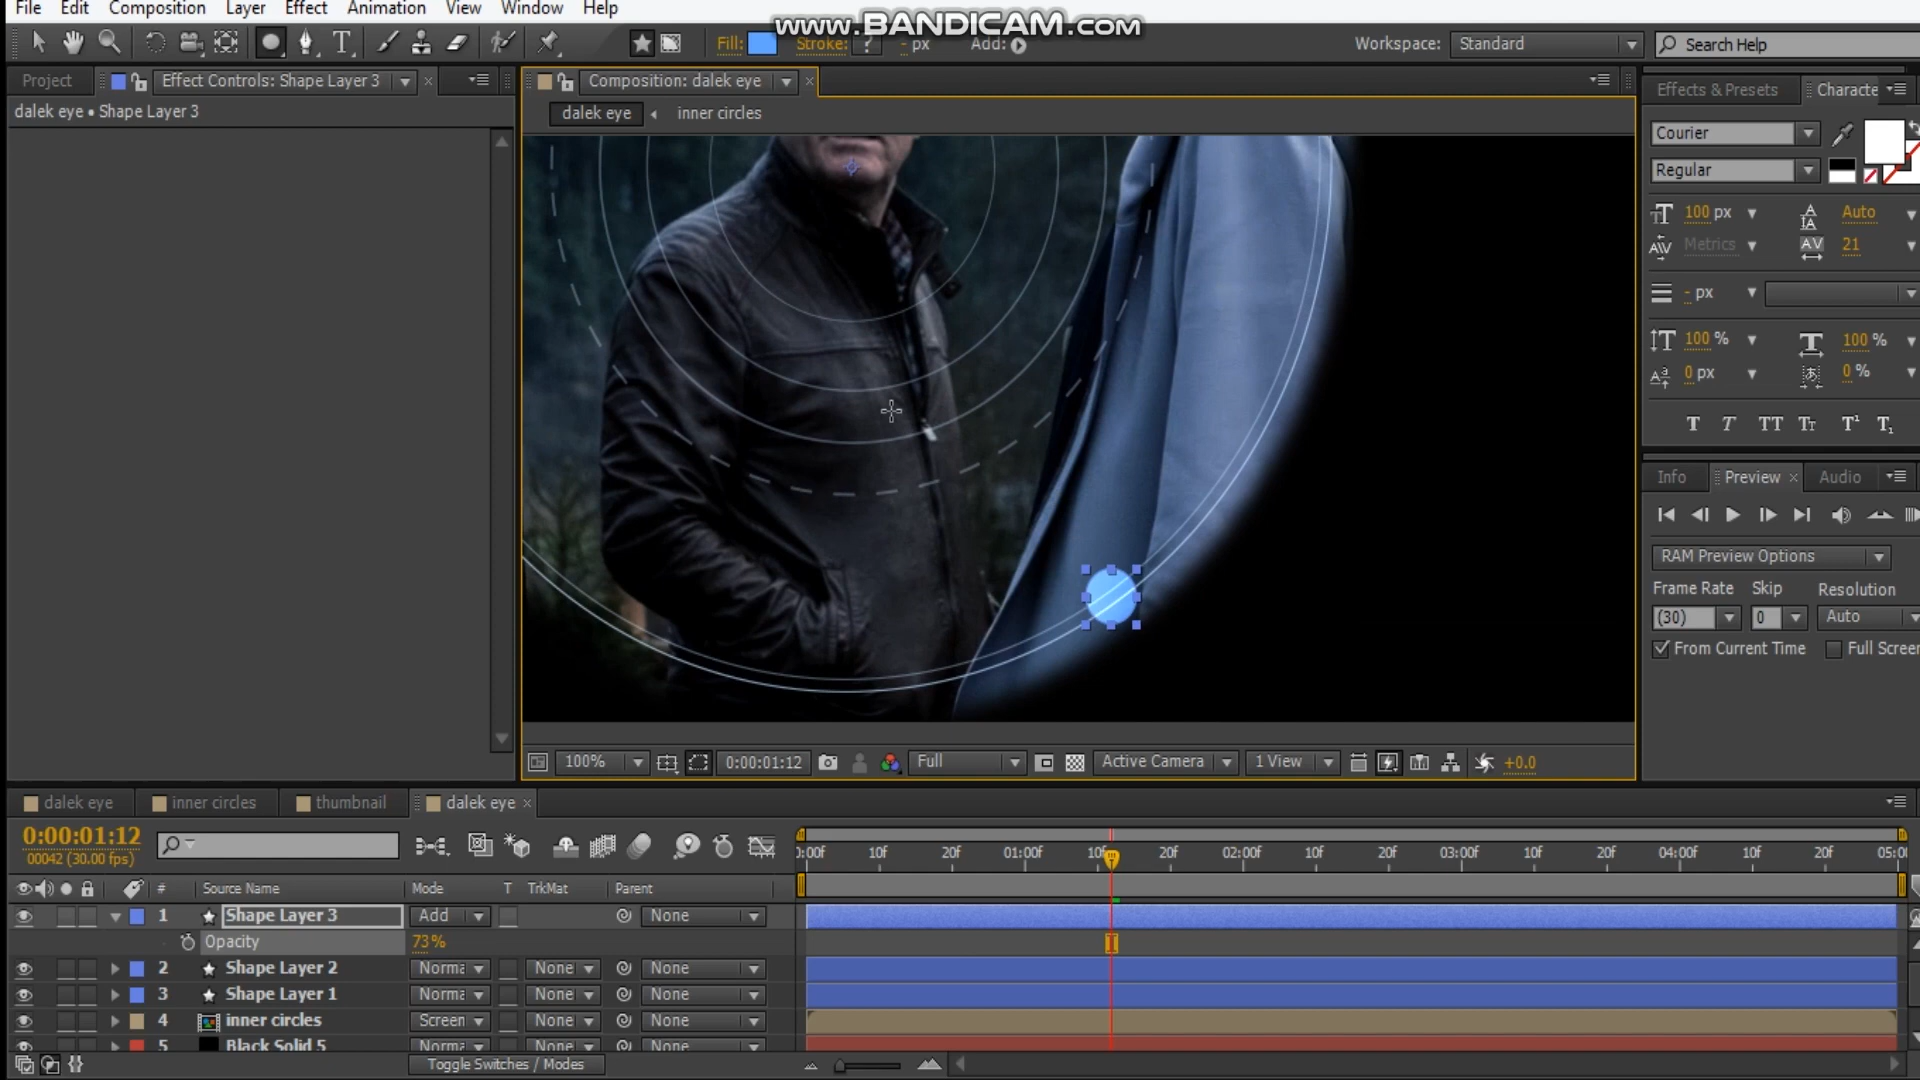 File Edit Composition Layer Effect Animation View Window Help
www.BANDICAM.com
Fill: Stroke: ? - px Add:
Workspace: Standard
Search Help
Project
Effect Controls: Shape Layer 3
Composition: dalek eye
Effects & Presets
Characte
dalek eye • Shape Layer 3
dalek eye
inner circles
Courier
Regular
100 px
Auto
Metrics
21
- px
100 %
100 %
0 px
0 %
T T TT TT T¹ T₁
Info
Preview
Audio
RAM Preview Options
Frame Rate Skip Resolution
(30) 0 Auto
From Current Time
Full Screer
100%
0:00:01:12
Full
Active Camera
1 View
+0.0
dalek eye
inner circles
thumbnail
dalek eye
0:00:01:12
00042 (30.00 fps)
):00f 10f 20f 01:00f 10f 20f 02:00f 10f 20f 03:00f 10f 20f 04:00f 10f 20f 05:0(
# Source Name Mode T TrkMat Parent
1 Shape Layer 3 Add None
Opacity 73%
2 Shape Layer 2 Norma None None
3 Shape Layer 1 Norma None None
4 inner circles Screen None None
5 Black Solid 5 Norma None None
Toggle Switches / Modes